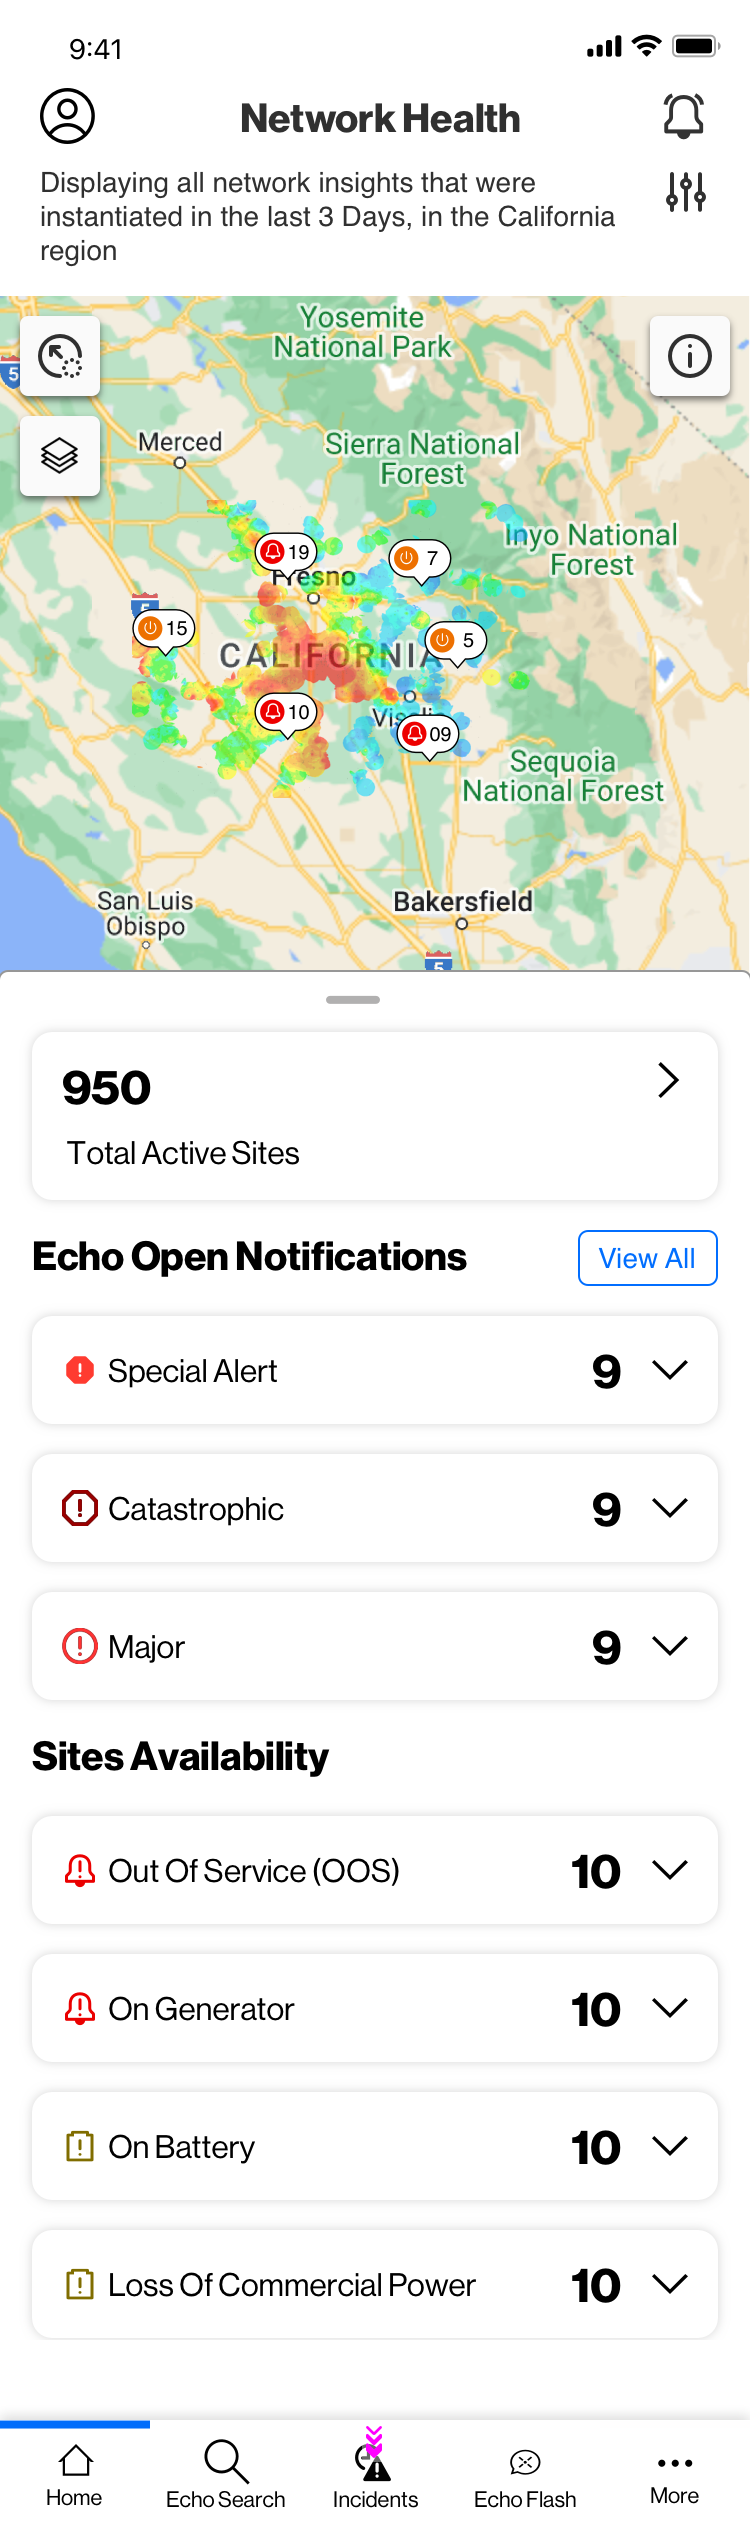 9:41
Network Health
Displaying all network insights that were
instantiated in the last 3 Days, in the California
region
Yosemite
National Park
5
Merced
Sierra National
Forest
Inyo National
Forest
19
7
Fresno
5
15
5
CALIFORNIA
10
09
Sequoia
National Forest
San Luis
Obispo
Bakersfield
5
950
Total Active Sites
Echo Open Notifications
View All
Special Alert
9
Catastrophic
9
Major
9
Sites Availability
Out Of Service (OOS)
10
On Generator
10
On Battery
10
Loss Of Commercial Power
10
Home
Echo Search
Incidents
Echo Flash
More